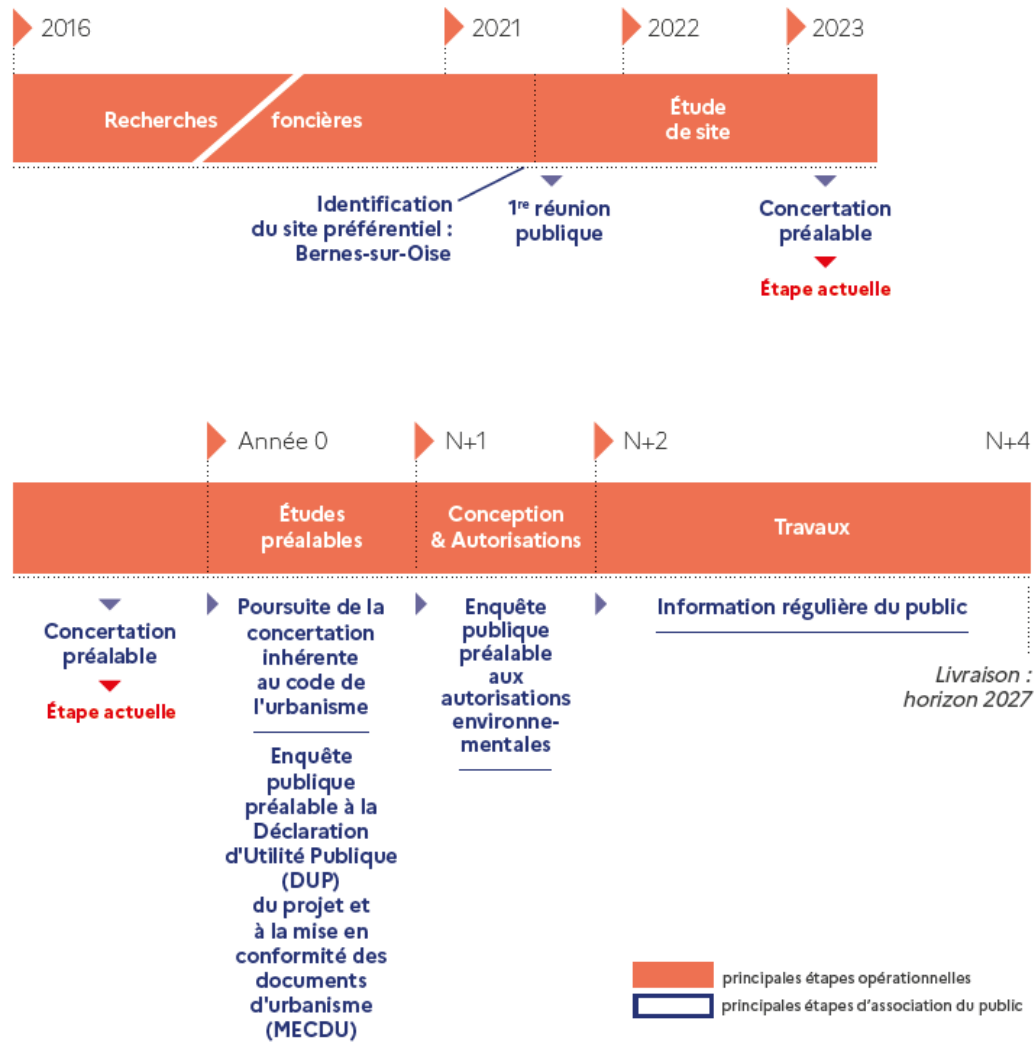 2016
2021
2022
2023
Recherches foncières
Étude
de site
Identification
du site préférentiel :
Bernes-sur-Oise
1re réunion
publique
Concertation
préalable
Étape actuelle
Année 0
N+1
N+2
N+4
Études
préalables
Conception
& Autorisations
Travaux
Concertation
préalable
Étape actuelle
Poursuite de la
concertation
inhérente
au code de
l'urbanisme
Enquête
publique
préalable à la
Déclaration
d'Utilité Publique
(DUP)
du projet et
à la mise en
conformité des
documents
d'urbanisme
(MECDU)
Enquête
publique
préalable
aux
autorisations
environne-
mentales
Information régulière du public
Livraison :
horizon 2027
principales étapes opérationnelles
principales étapes d’association du public